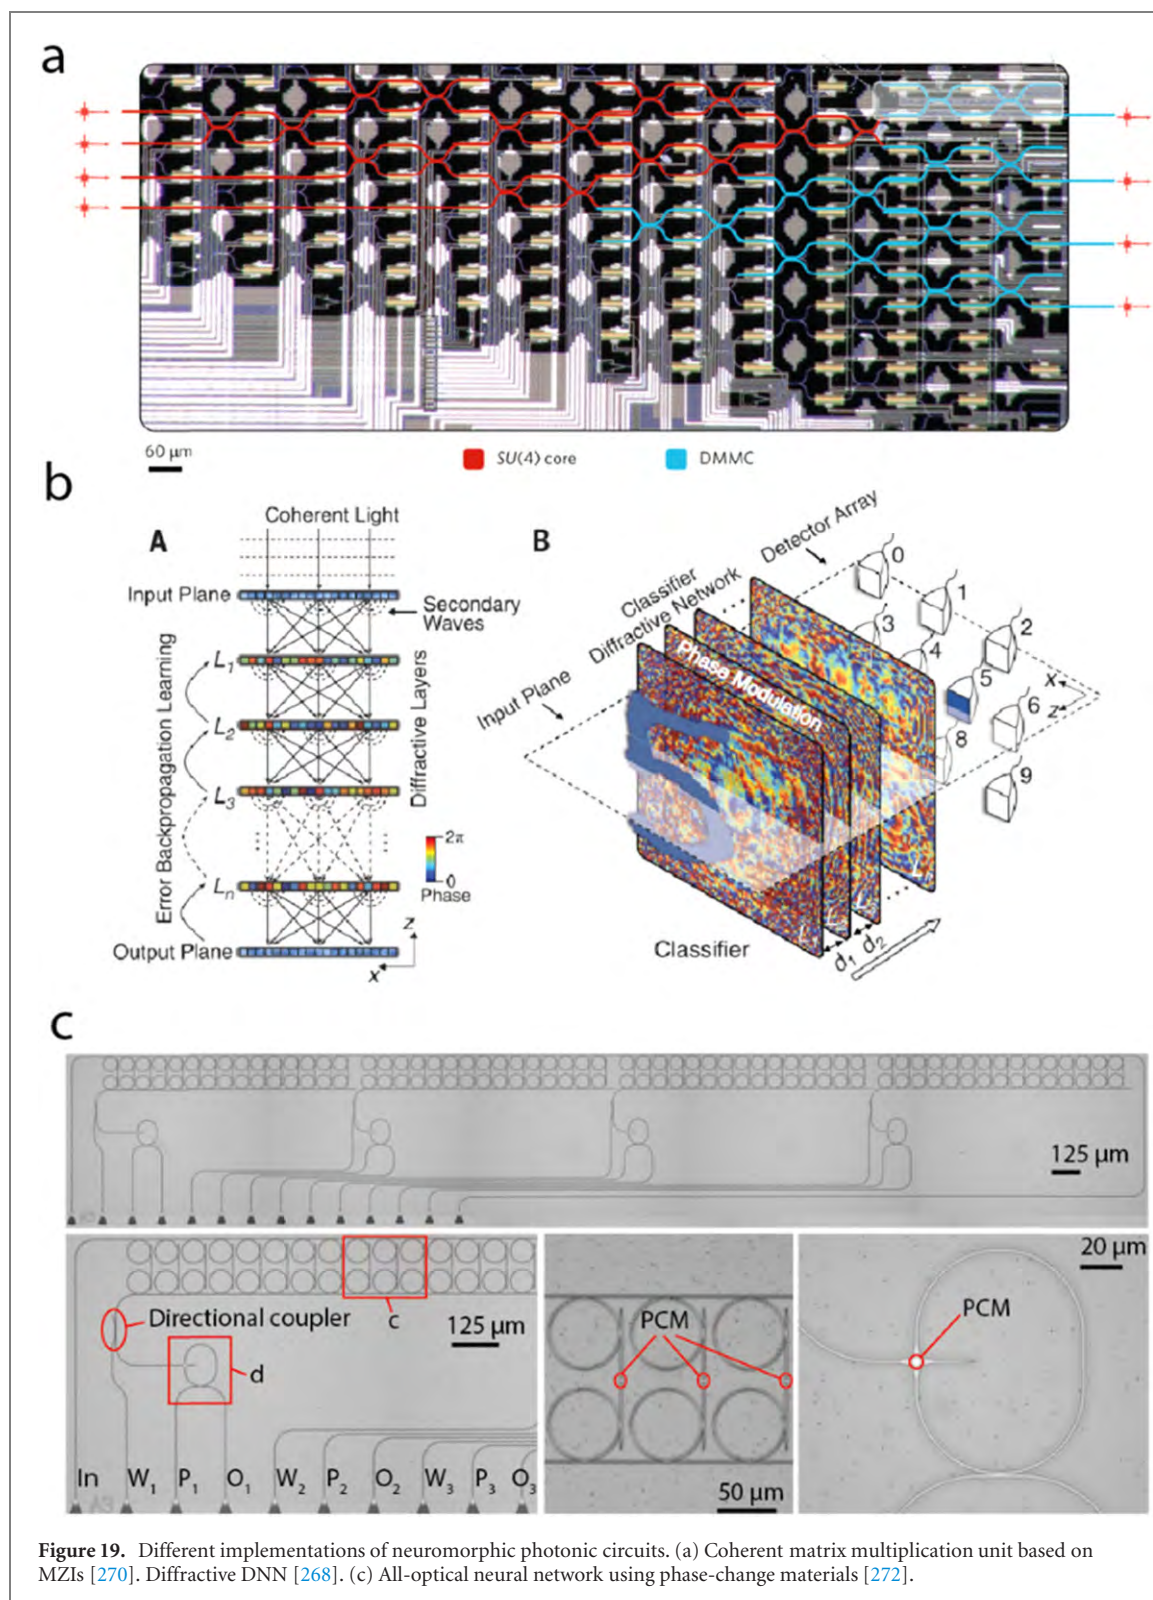 a
60 µm
SU(4) core
DMMC
b
A
Coherent Light
Input Plane
Secondary
Waves
L1
L2
L3
Ln
Error Backpropagation Learning
Diffractive Layers
2π
0
Phase
Output Plane
z
x
B
Detector Array
Classifier
Diffractive Network
Input Plane
Phase Modulation
0
1
2
3
4
5
6
8
9
x
z
L
L
L
L
d1
d2
Classifier
c
125 µm
Directional coupler
c
125 µm
d
In
W1
P1
O1
W2
P2
O2
W3
P3
O3
PCM
50 µm
20 µm
PCM
Figure 19. Different implementations of neuromorphic photonic circuits. (a) Coherent matrix multiplication unit based on
MZIs [270]. Diffractive DNN [268]. (c) All-optical neural network using phase-change materials [272].